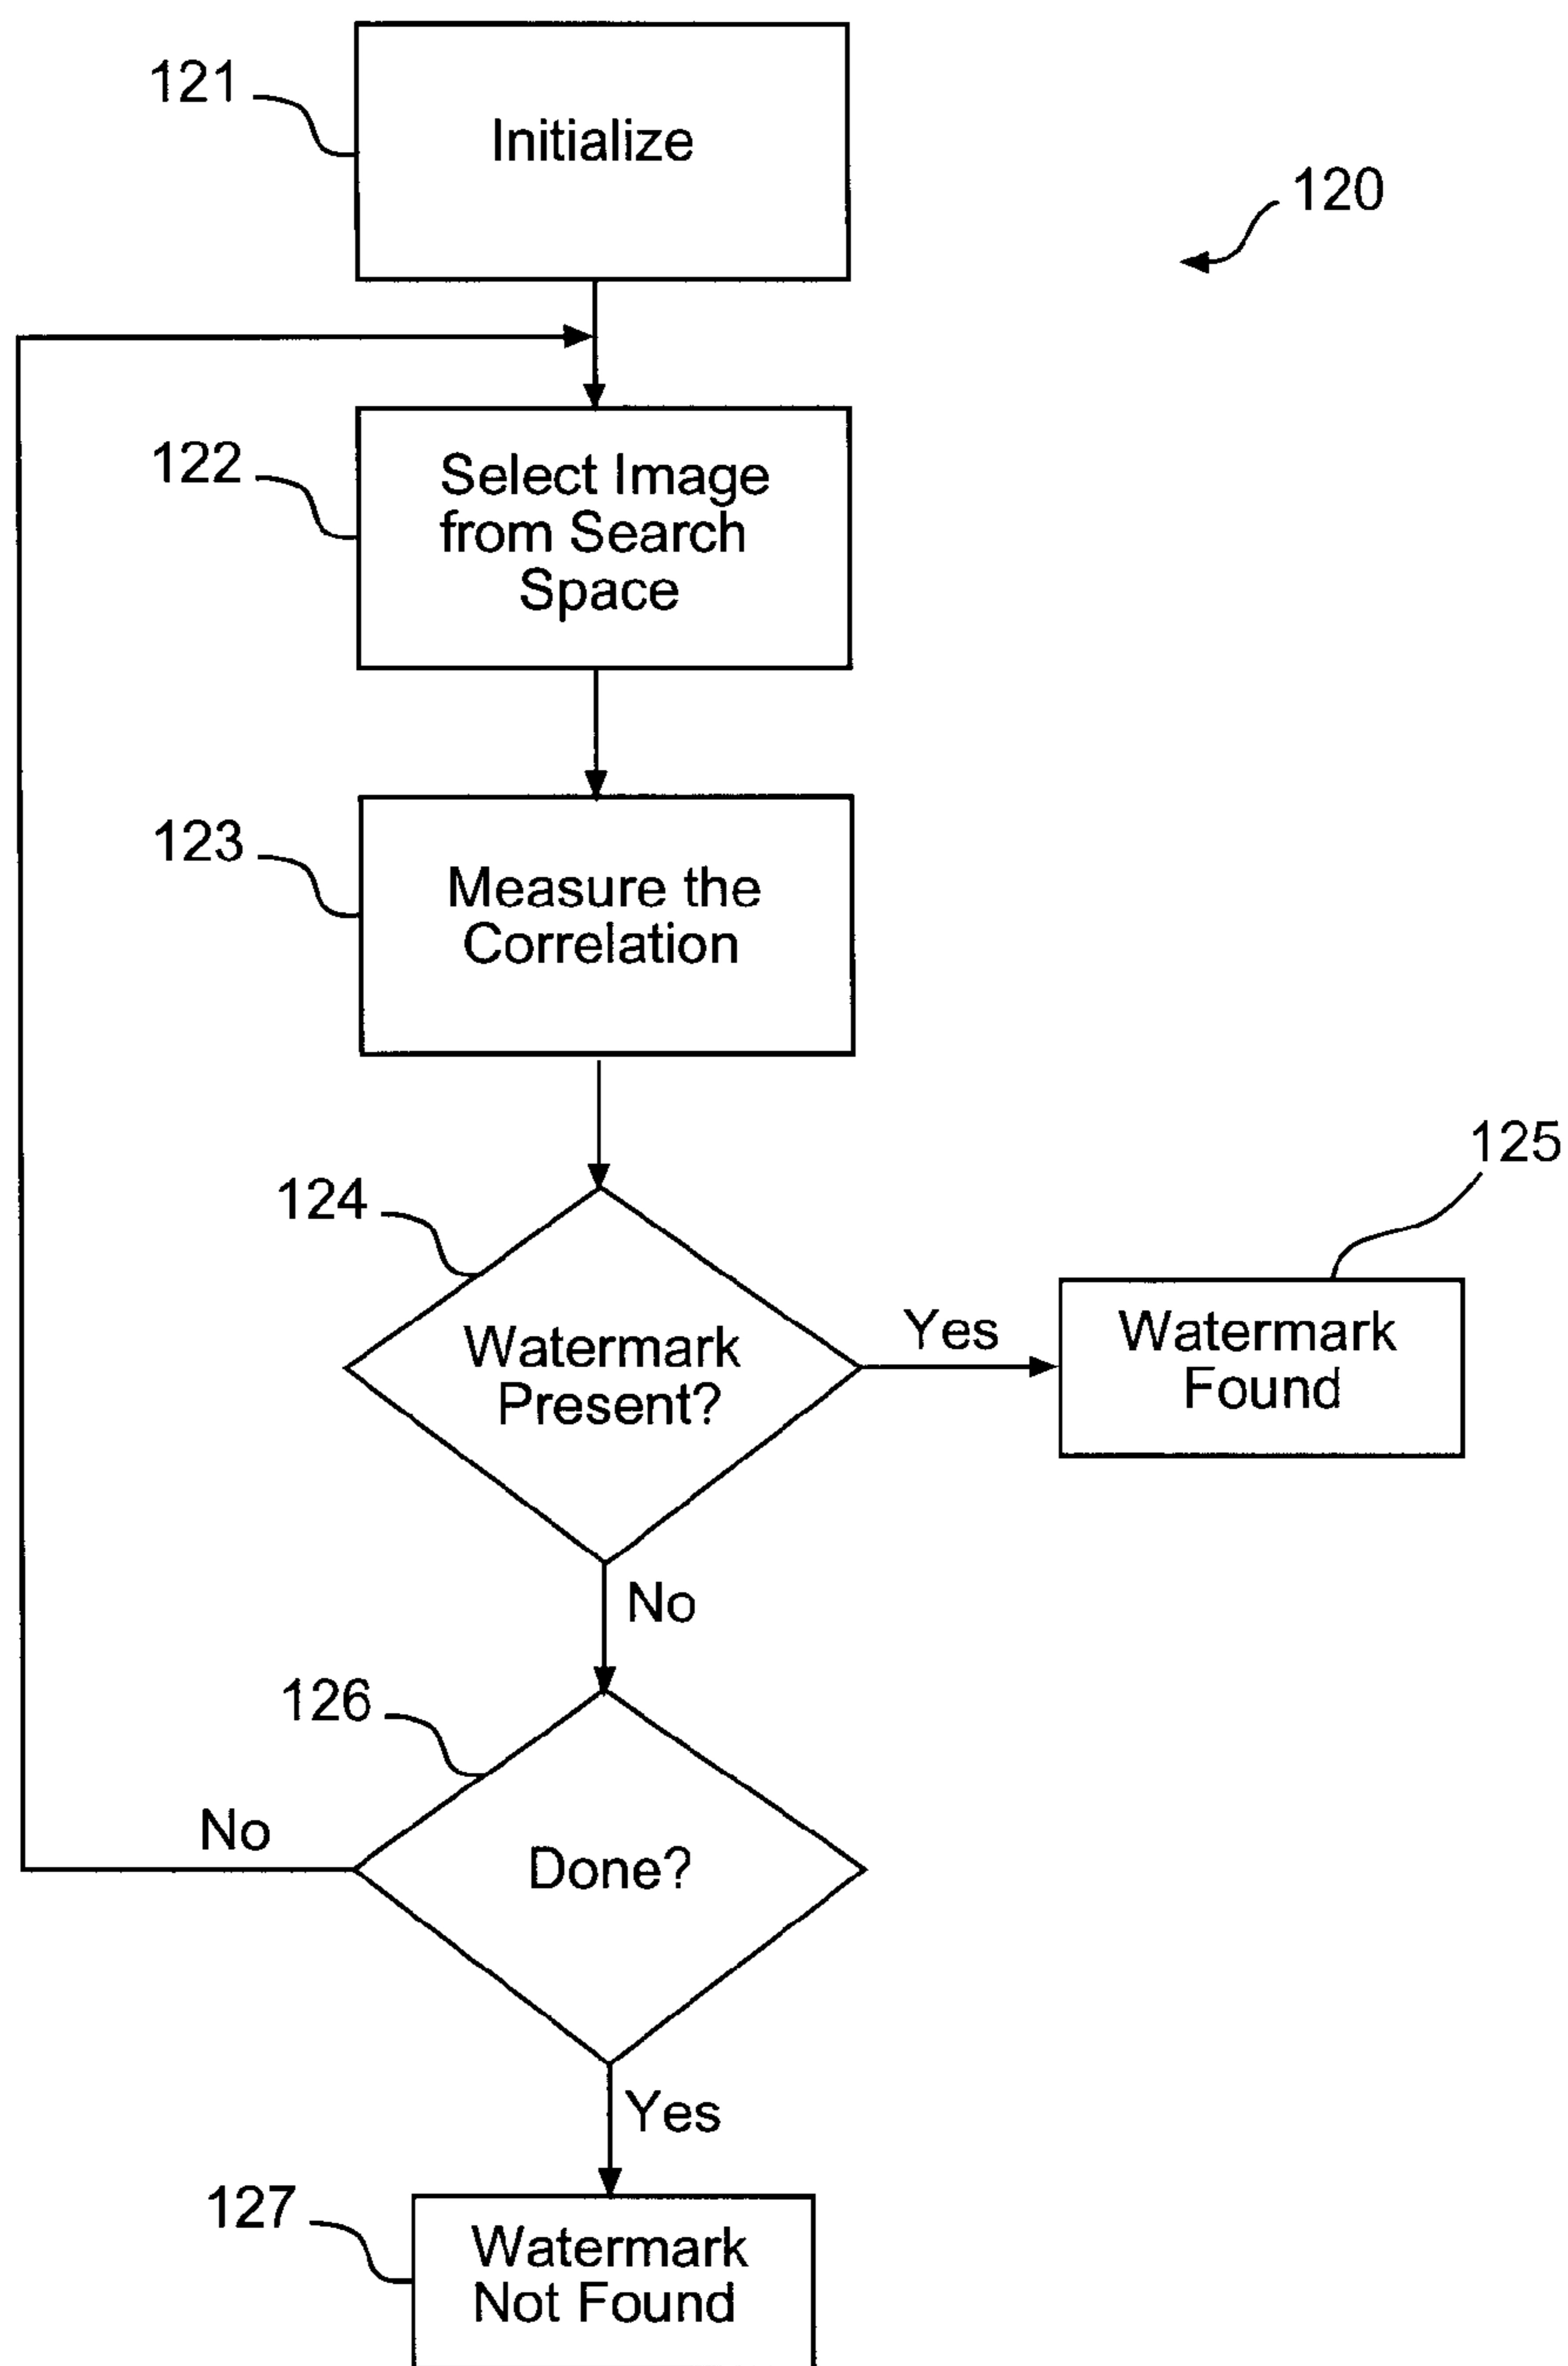 121
Initialize
120
122
Select Image
from Search
Space
123
Measure the
Correlation
124
Watermark
Present?
Yes
125
Watermark
Found
No
126
Done?
No
Yes
127
Watermark
Not Found